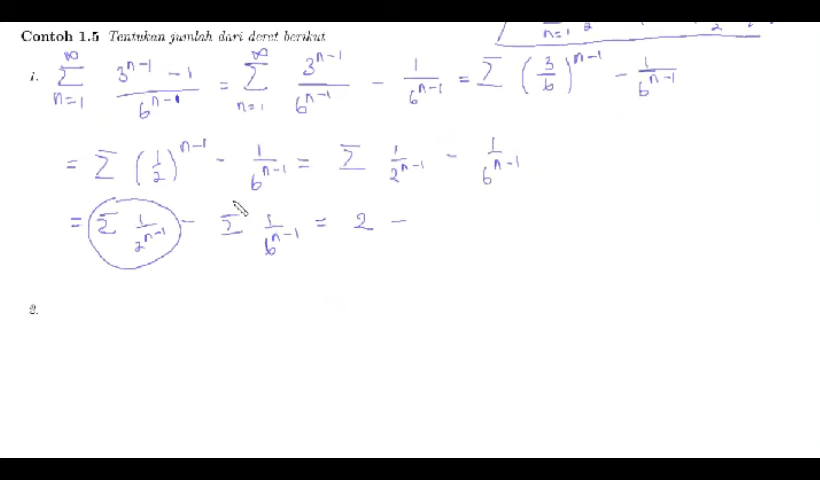 Contoh 1.5 Tentukan jumlah dari deret berikut
1. ∑_{n=1}^{∞} (3^{n-1} - 1)/(6^{n-1}) = ∑_{n=1}^{∞} 3^{n-1}/6^{n-1} - 1/6^{n-1} = ∑ (3/6)^{n-1} - 1/6^{n-1}
= ∑ (1/2)^{n-1} - 1/6^{n-1} = ∑ 1/2^{n-1} - 1/6^{n-1}
= ∑ 1/2^{n-1} - ∑ 1/6^{n-1} = 2 -
2.